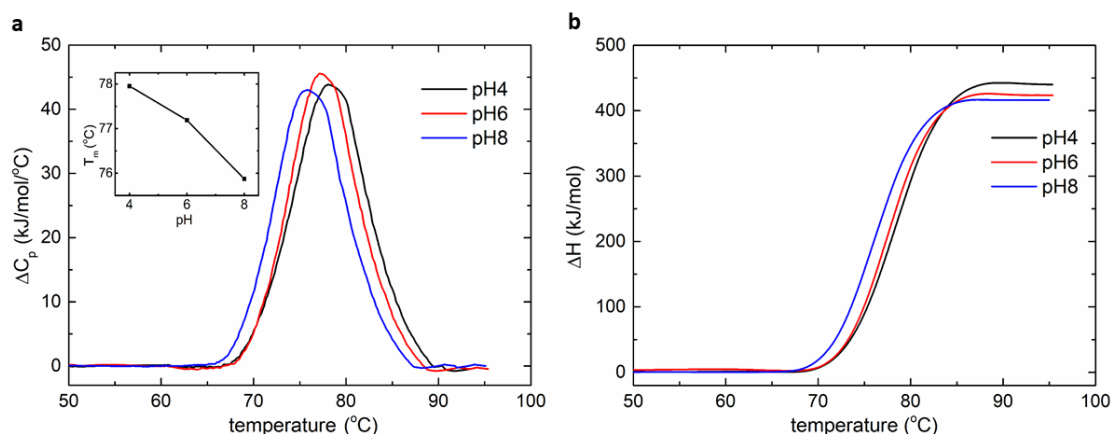 a
50
40
30
20
10
0
ΔCp (kJ/mol/°C)
50 60 70 80 90 100
temperature (°C)
78
77
76
Tm (°C)
4 6 8
pH
pH4
pH6
pH8
b
500
400
300
200
100
0
ΔH (kJ/mol)
50 60 70 80 90 100
temperature (°C)
pH4
pH6
pH8